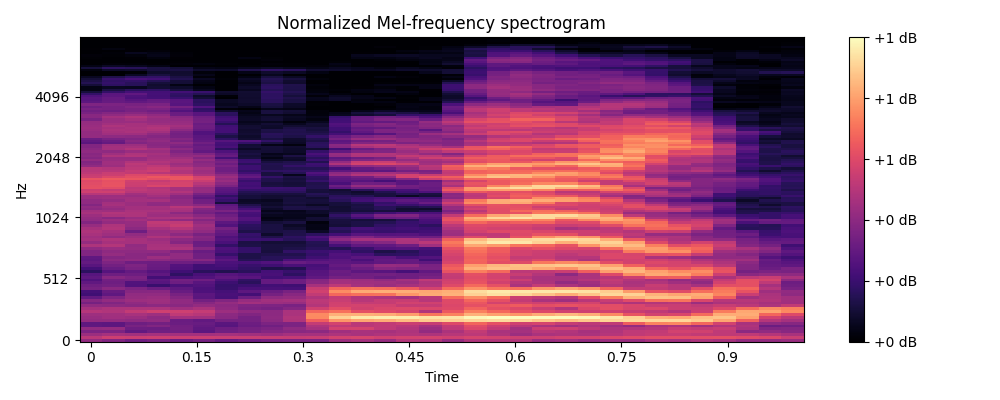 Normalized Mel-frequency spectrogram
+1 dB
4096
+1 dB
2048
+1 dB
Hz
1024
+0 dB
512
+0 dB
0
+0 dB
0
0.15
0.3
0.45
0.6
0.75
0.9
Time